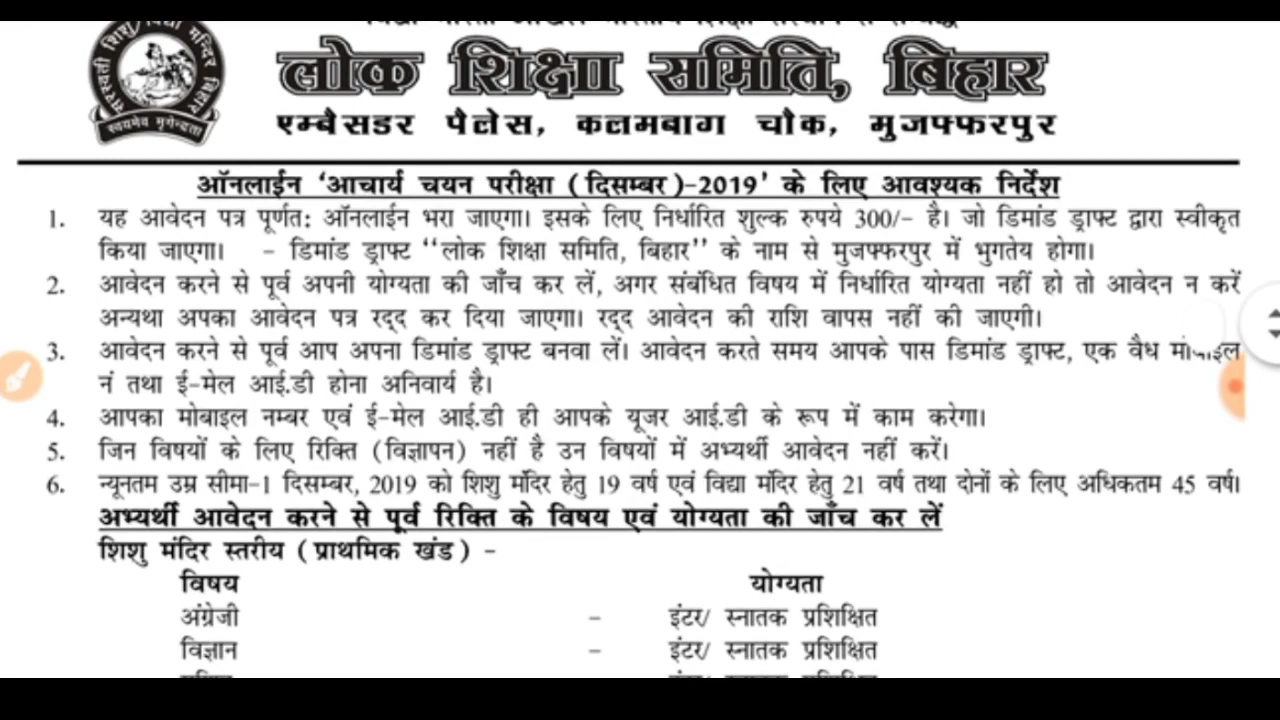 सरस्वती शिशु/विद्या मन्दिर बिहार
स्वयमेव मृगेन्द्रता
लोक शिक्षा समिति, बिहार
एम्बैसडर पैलेस, कलमबाग चौक, मुजफ्फरपुर
ऑनलाईन 'आचार्य चयन परीक्षा (दिसम्बर)-2019' के लिए आवश्यक निर्देश
1. यह आवेदन पत्र पूर्णत: ऑनलाईन भरा जाएगा। इसके लिए निर्धारित शुल्क रुपये 300/- है। जो डिमांड ड्राफ्ट द्वारा स्वीकृत
किया जाएगा। - डिमांड ड्राफ्ट "लोक शिक्षा समिति, बिहार" के नाम से मुजफ्फरपुर में भुगतेय होगा।
2. आवेदन करने से पूर्व अपनी योग्यता की जाँच कर लें, अगर संबंधित विषय में निर्धारित योग्यता नहीं हो तो आवेदन न करें
अन्यथा अपका आवेदन पत्र रद्द कर दिया जाएगा। रद्द आवेदन की राशि वापस नहीं की जाएगी।
3. आवेदन करने से पूर्व आप अपना डिमांड ड्राफ्ट बनवा लें। आवेदन करते समय आपके पास डिमांड ड्राफ्ट, एक वैध मोबाइल
नं तथा ई-मेल आई.डी होना अनिवार्य है।
4. आपका मोबाइल नम्बर एवं ई-मेल आई.डी ही आपके यूजर आई.डी के रूप में काम करेगा।
5. जिन विषयों के लिए रिक्ति (विज्ञापन) नहीं है उन विषयों में अभ्यर्थी आवेदन नहीं करें।
6. न्यूनतम उम्र सीमा-1 दिसम्बर, 2019 को शिशु मंदिर हेतु 19 वर्ष एवं विद्या मंदिर हेतु 21 वर्ष तथा दोनों के लिए अधिकतम 45 वर्ष।
अभ्यर्थी आवेदन करने से पूर्व रिक्ति के विषय एवं योग्यता की जाँच कर लें
शिशु मंदिर स्तरीय (प्राथमिक खंड) -
विषय योग्यता
अंग्रेजी - इंटर/ स्नातक प्रशिक्षित
विज्ञान - इंटर/ स्नातक प्रशिक्षित